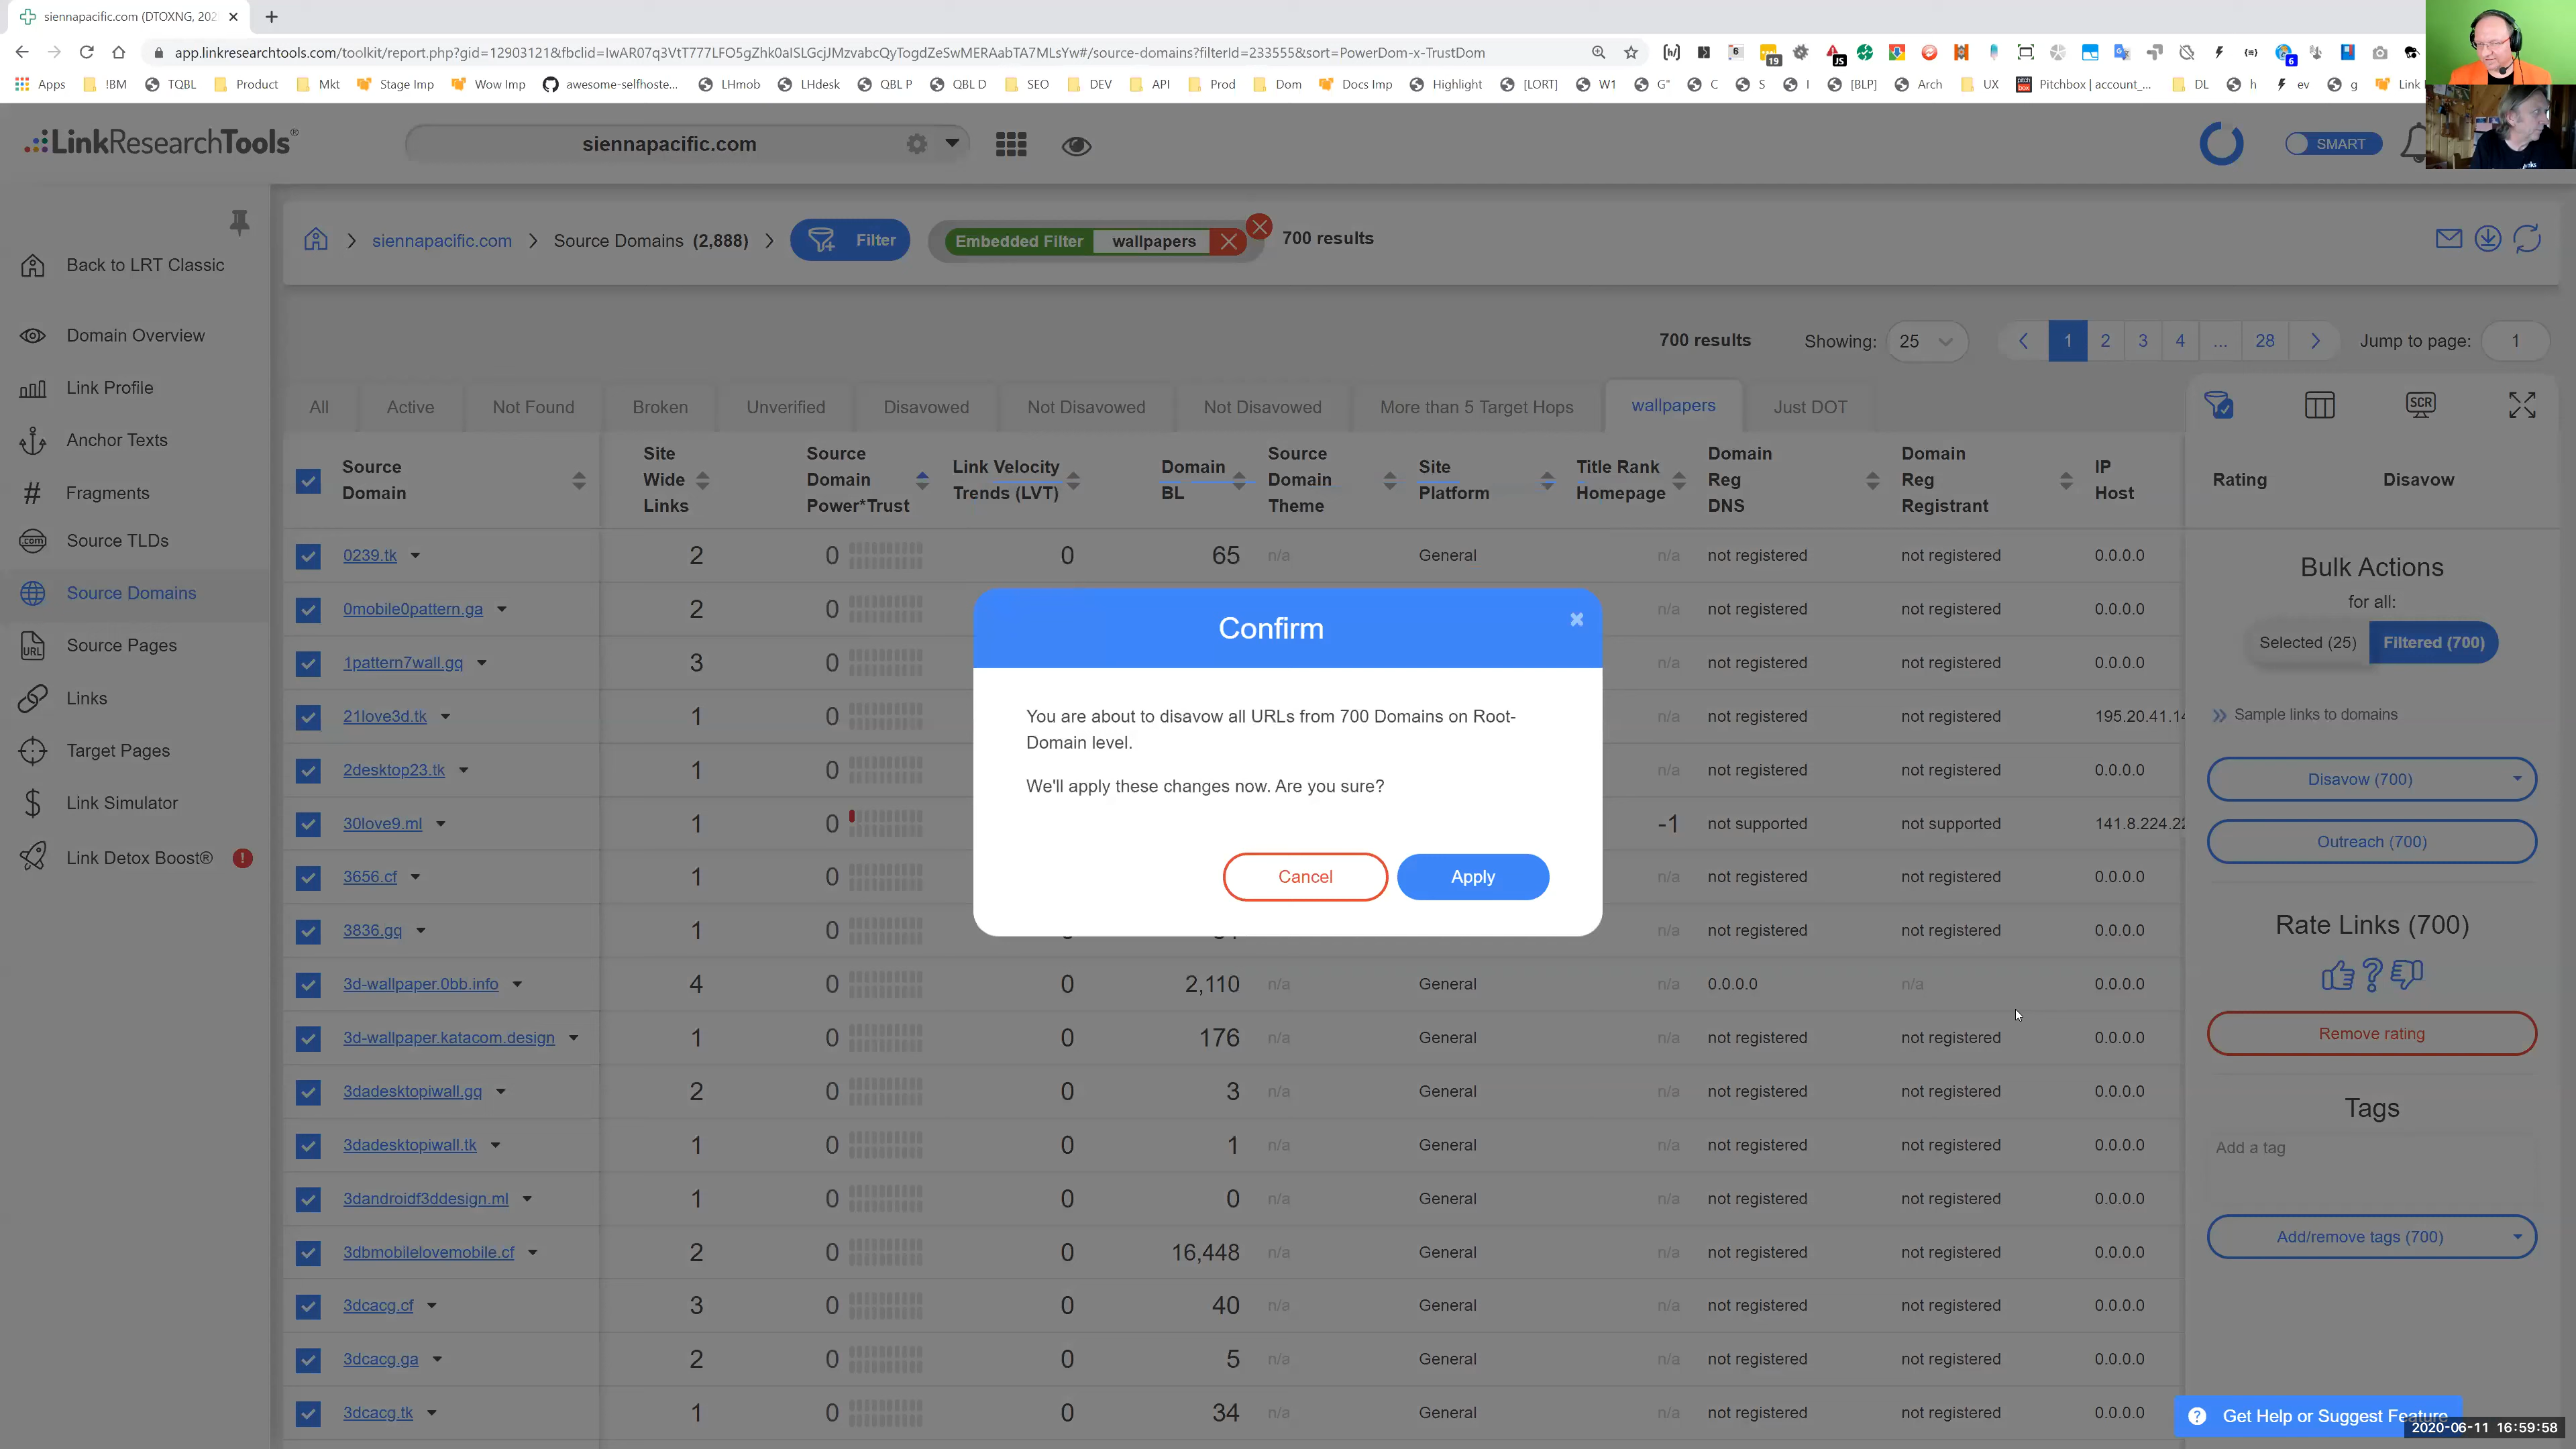 siennapacific.com (DTOXNG, 202
app.linkresearchtools.com/toolkit/report.php?gid=12903121&fbclid=IwAR07q3VtT777LFO5gZhk0aISLGcjJMzvabcQyTogdZeSwMERAabTA7MLsYw#/source-domains?filterId=233555&sort=PowerDom-x-TrustDom
Apps !BM TQBL Product Mkt Stage Imp Wow Imp awesome-selfhoste... LHmob LHdesk QBL P QBL D SEO DEV API Prod Dom Docs Imp Highlight [LORT] W1 G" C S I [BLP] Arch UX Pitchbox | account_... DL h ev g Link
LinkResearchTools®
siennapacific.com
SMART
siennapacific.com
Source Domains (2,888)
Filter
Embedded Filter wallpapers
700 results
Back to LRT Classic
Domain Overview
Link Profile
Anchor Texts
Fragments
Source TLDs
Source Domains
Source Pages
Links
Target Pages
Link Simulator
Link Detox Boost® !
700 results Showing: 25 1 2 3 4 ... 28 Jump to page: 1
All Active Not Found Broken Unverified Disavowed Not Disavowed Not Disavowed More than 5 Target Hops wallpapers Just DOT SCR
Source Domain
Site Wide Links
Source Domain Power*Trust
Link Velocity Trends (LVT)
Domain BL
Source Domain Theme
Site Platform
Title Rank Homepage
Domain Reg DNS
Domain Reg Registrant
IP Host
Rating
Disavow
0239.tk 2 0 0 65 n/a General n/a not registered not registered 0.0.0.0
0mobile0pattern.ga 2 0 n/a not registered not registered 0.0.0.0
1pattern7wall.gq 3 0 n/a not registered not registered 0.0.0.0
21love3d.tk 1 0 n/a not registered not registered 195.20.41.14
2desktop23.tk 1 0 n/a not registered not registered 0.0.0.0
30love9.ml 1 0 -1 not supported not supported 141.8.224.22
3656.cf 1 0 n/a not registered not registered 0.0.0.0
3836.gq 1 0 n/a not registered not registered 0.0.0.0
3d-wallpaper.0bb.info 4 0 0 2,110 n/a General n/a 0.0.0.0 n/a 0.0.0.0
3d-wallpaper.katacom.design 1 0 0 176 n/a General n/a not registered not registered 0.0.0.0
3dadesktopiwall.gq 2 0 0 3 n/a General n/a not registered not registered 0.0.0.0
3dadesktopiwall.tk 1 0 0 1 n/a General n/a not registered not registered 0.0.0.0
3dandroidf3ddesign.ml 1 0 0 0 n/a General n/a not registered not registered 0.0.0.0
3dbmobilelovemobile.cf 2 0 0 16,448 n/a General n/a not registered not registered 0.0.0.0
3dcacg.cf 3 0 0 40 n/a General n/a not registered not registered 0.0.0.0
3dcacg.ga 2 0 0 5 n/a General n/a not registered not registered 0.0.0.0
3dcacg.tk 1 0 0 34 n/a General n/a not registered not registered 0.0.0.0
Confirm
You are about to disavow all URLs from 700 Domains on Root-
Domain level.
We'll apply these changes now. Are you sure?
Cancel Apply
Bulk Actions
for all:
Selected (25) Filtered (700)
Sample links to domains
Disavow (700)
Outreach (700)
Rate Links (700)
Remove rating
Tags
Add a tag
Add/remove tags (700)
Get Help or Suggest Feature
2020-06-11 16:59:58